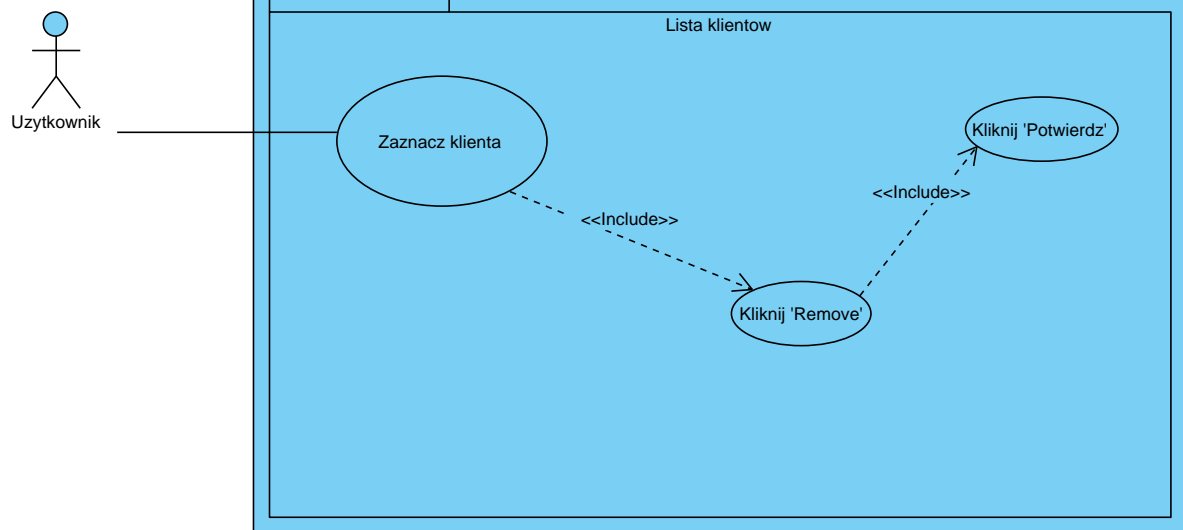 Lista klientow
Uzytkownik
Zaznacz klienta
Kliknij 'Potwierdz'
<<Include>>
<<Include>>
Kliknij 'Remove'